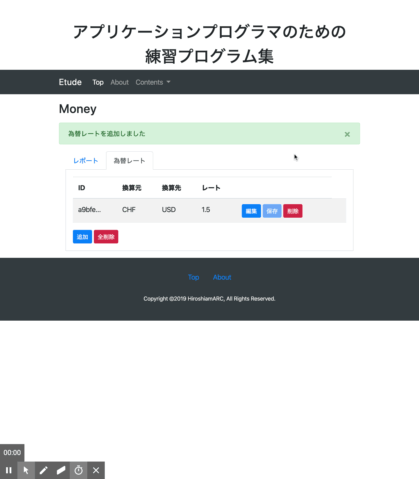 アプリケーションプログラマのための
練習プログラム集
Etude Top About Contents
Money
為替レートを追加しました ×
レポート 為替レート
ID 換算元 換算先 レート
a9bfe... CHF USD 1.5 編集 保存 削除
追加 全削除
Top About
Copyright @2019 HiroshiamARC, All Rights Reserved.
00:00